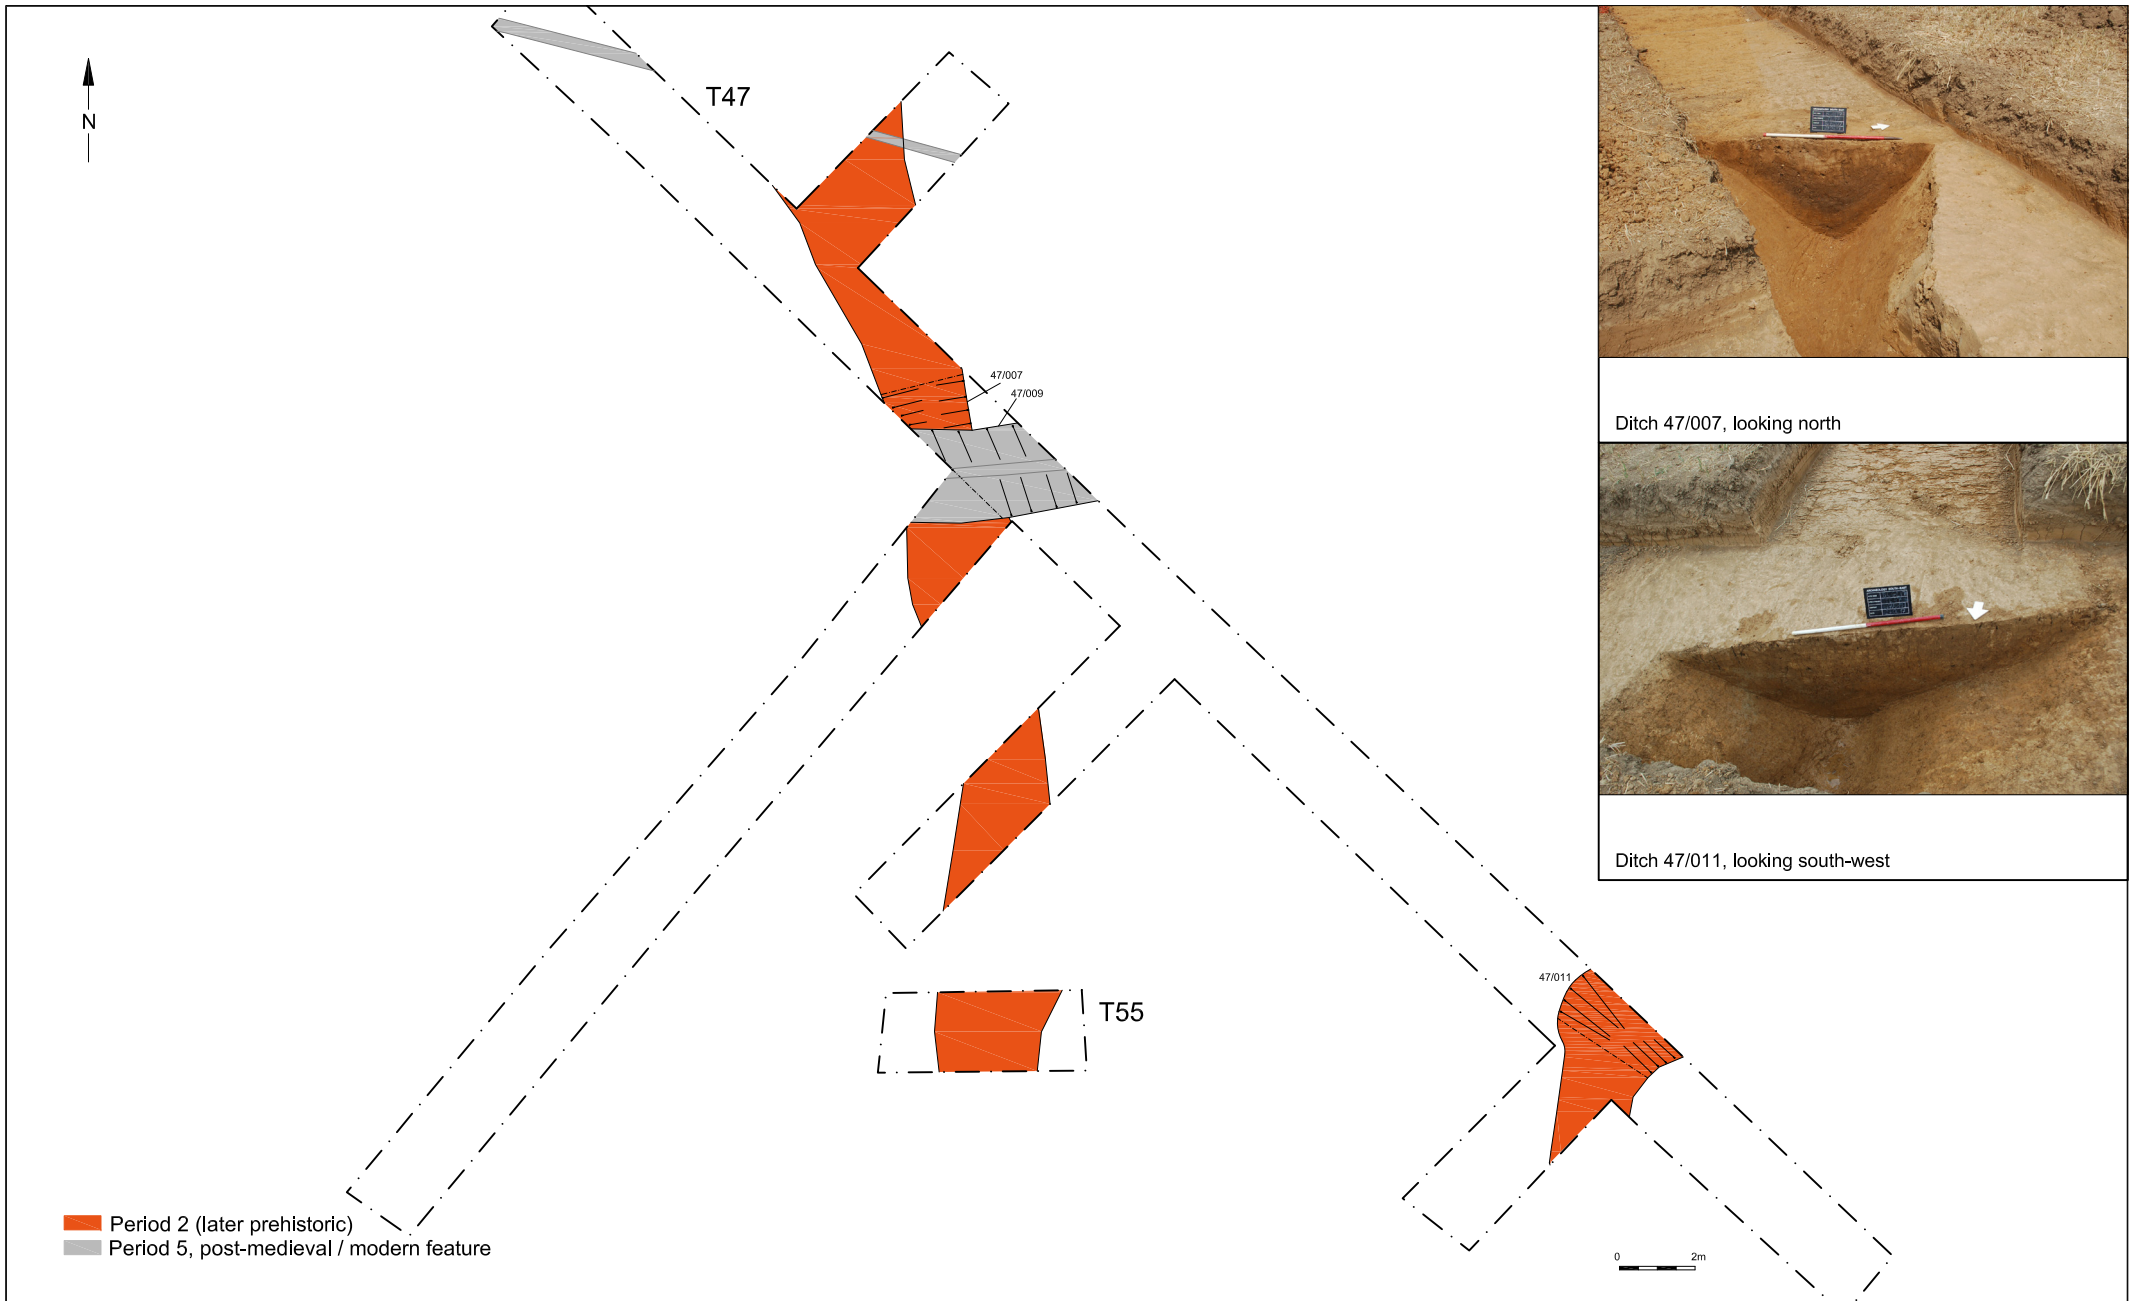 N
T47
47/007
47/009
Ditch 47/007, looking north
Ditch 47/011, looking south-west
47/011
T55
Period 2 (later prehistoric)
Period 5, post-medieval / modern feature
0 2m